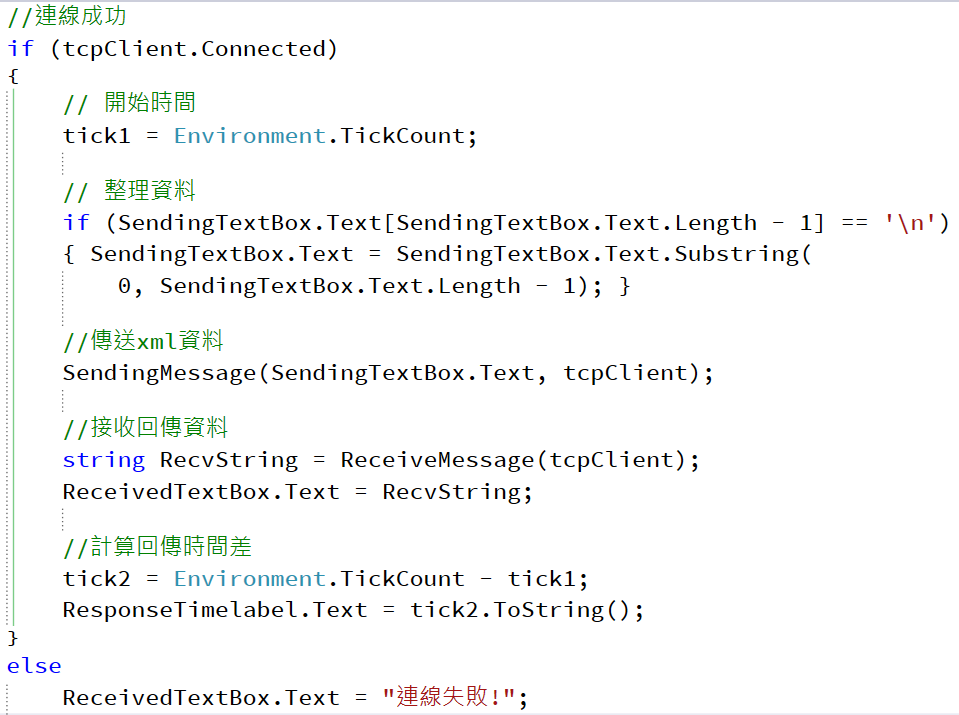 //連線成功
if (tcpClient.Connected)
{
    // 開始時間
    tick1 = Environment.TickCount;
    // 整理資料
    if (SendingTextBox.Text[SendingTextBox.Text.Length - 1] == '\n')
    { SendingTextBox.Text = SendingTextBox.Text.Substring(
        0, SendingTextBox.Text.Length - 1); }
    //傳送xml資料
    SendingMessage(SendingTextBox.Text, tcpClient);
    //接收回傳資料
    string RecvString = ReceiveMessage(tcpClient);
    ReceivedTextBox.Text = RecvString;
    //計算回傳時間差
    tick2 = Environment.TickCount - tick1;
    ResponseTimelabel.Text = tick2.ToString();
}
else
    ReceivedTextBox.Text = "連線失敗!";